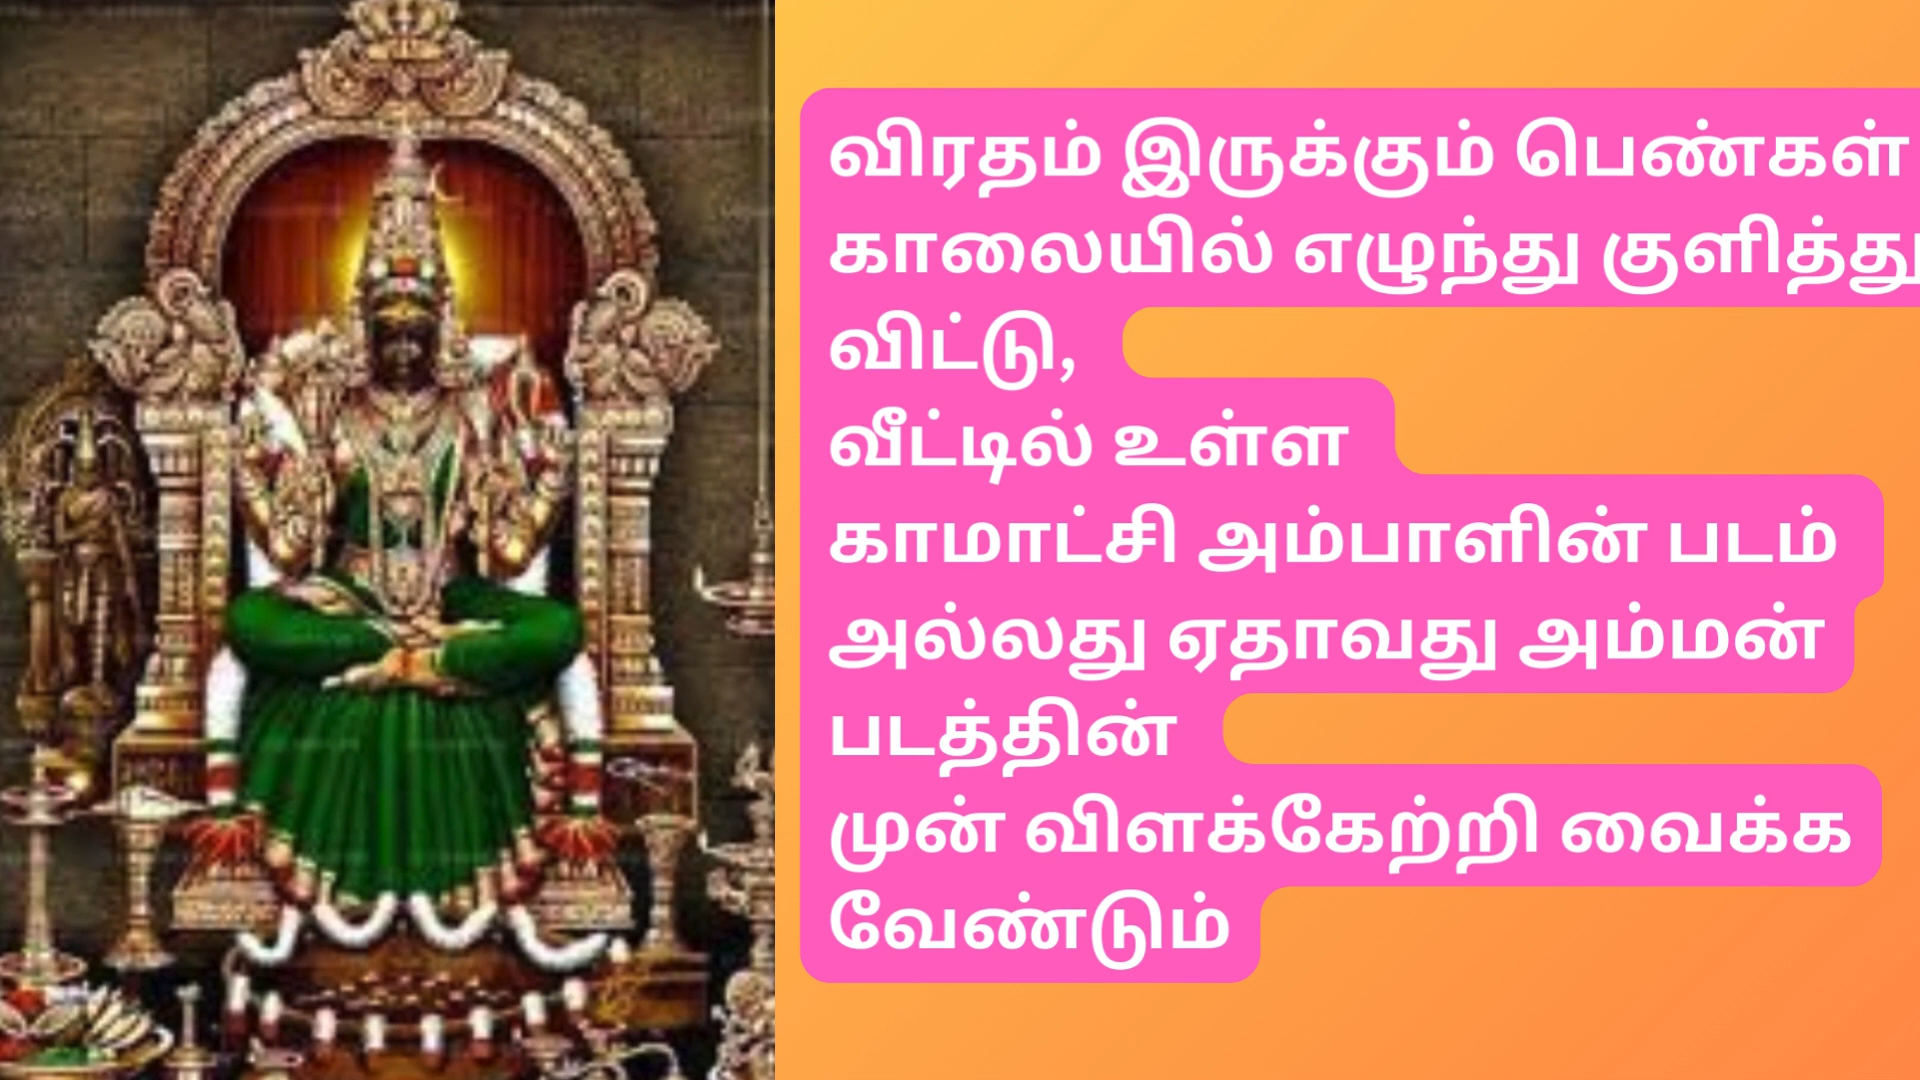 விரதம் இருக்கும் பெண்கள்
காலையில் எழுந்து குளித்து
விட்டு,
வீட்டில் உள்ள
காமாட்சி அம்பாளின் படம்
அல்லது ஏதாவது அம்மன்
படத்தின்
முன் விளக்கேற்றி வைக்க
வேண்டும்